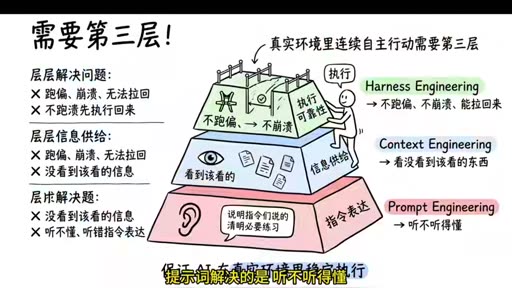 需要第三层!
真实环境里连续自主行动需要第三层
层层解决问题:
× 跑偏、崩溃、无法拉回
× 不跑溃先执行回来
层层信息供给:
× 跑偏、崩溃、无法拉回
× 没看到该看的信息
× 没看到该看的信息
× 听不懂、听错指令表达
执行
不跑偏、→ 不崩溃
执行可靠性
看到该看的
信息供给
说明指令们说的
清明必要练习
指令表达
Harness Engineering
→ 不跑偏、不崩溃、能拉回来
Context Engineering
→ 看没看到该看的东西
Prompt Engineering
→ 听不听得懂
提示词解决的是 听不听得懂